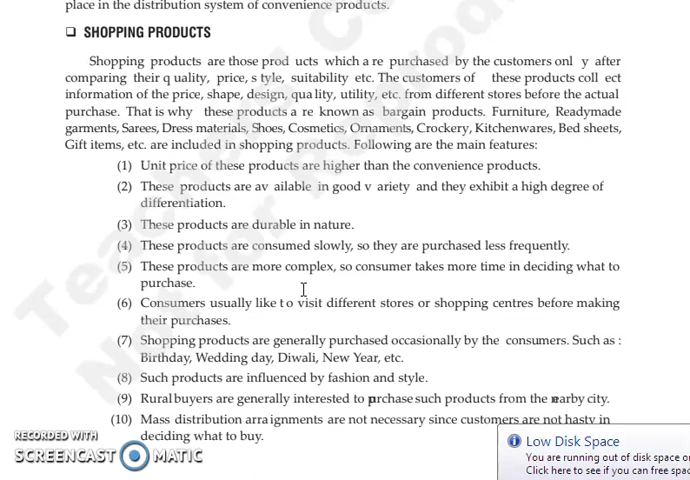 place in the distribution system of convenience products.
❑ SHOPPING PRODUCTS
Shopping products are those prod ucts which a re purchased by the customers onl y after
comparing their q uality, price, s tyle, suitability etc. The customers of these products coll ect
information of the price, shape, design, qua lity, utility, etc. from different stores before the actual
purchase. That is why these products a re known as bargain products. Furniture, Readymade
garments, Sarees, Dress materials, Shoes, Cosmetics, Ornaments, Crockery, Kitchenwares, Bed sheets,
Gift items, etc. are included in shopping products. Following are the main features:
(1) Unit price of these products are higher than the convenience products.
(2) These products are av ailable in good v ariety and they exhibit a high degree of
differentiation.
(3) These products are durable in nature.
(4) These products are consumed slowly, so they are purchased less frequently.
(5) These products are more complex, so consumer takes more time in deciding what to
purchase.
(6) Consumers usually like t o visit different stores or shopping centres before making
their purchases.
(7) Shopping products are generally purchased occasionally by the consumers. Such as :
Birthday, Wedding day, Diwali, New Year, etc.
(8) Such products are influenced by fashion and style.
(9) Rural buyers are generally interested to purchase such products from the nearby city.
(10) Mass distribution arra ignments are not necessary since customers are not hasty in
deciding what to buy.
RECORDED WITH
SCREENCAST MATIC
Low Disk Space
You are running out of disk space o
Click here to see if you can free spac